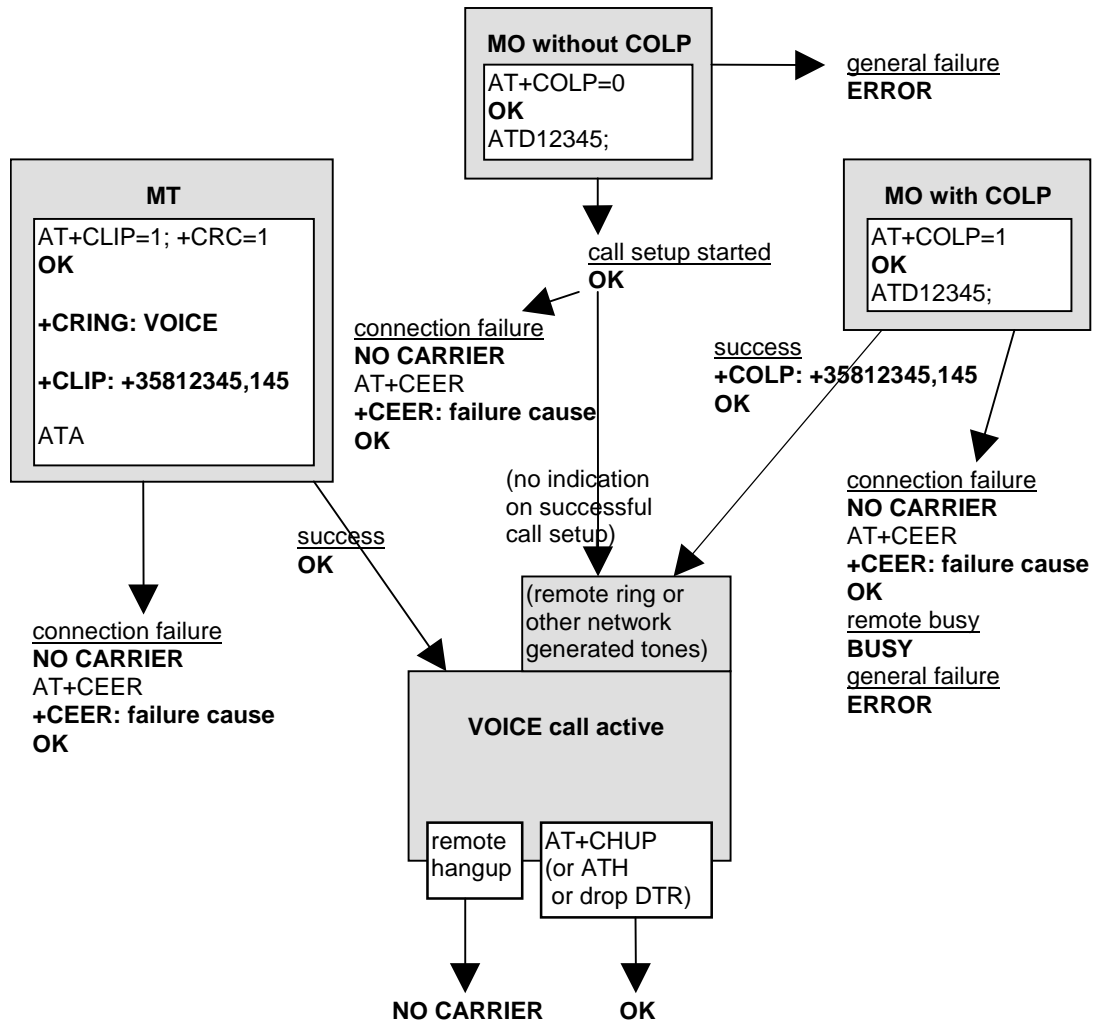 MO without COLP
AT+COLP=0
OK
ATD12345;
general failure
ERROR
MT
AT+CLIP=1; +CRC=1
OK
+CRING: VOICE
+CLIP: +35812345,145
ATA
MO with COLP
AT+COLP=1
OK
ATD12345;
call setup started
OK
connection failure
NO CARRIER
AT+CEER
+CEER: failure cause
OK
success
+COLP: +35812345,145
OK
(no indication
on successful
call setup)
success
OK
connection failure
NO CARRIER
AT+CEER
+CEER: failure cause
OK
remote busy
BUSY
general failure
ERROR
connection failure
NO CARRIER
AT+CEER
+CEER: failure cause
OK
(remote ring or
other network
generated tones)
VOICE call active
remote
hangup
AT+CHUP
(or ATH
or drop DTR)
NO CARRIER
OK